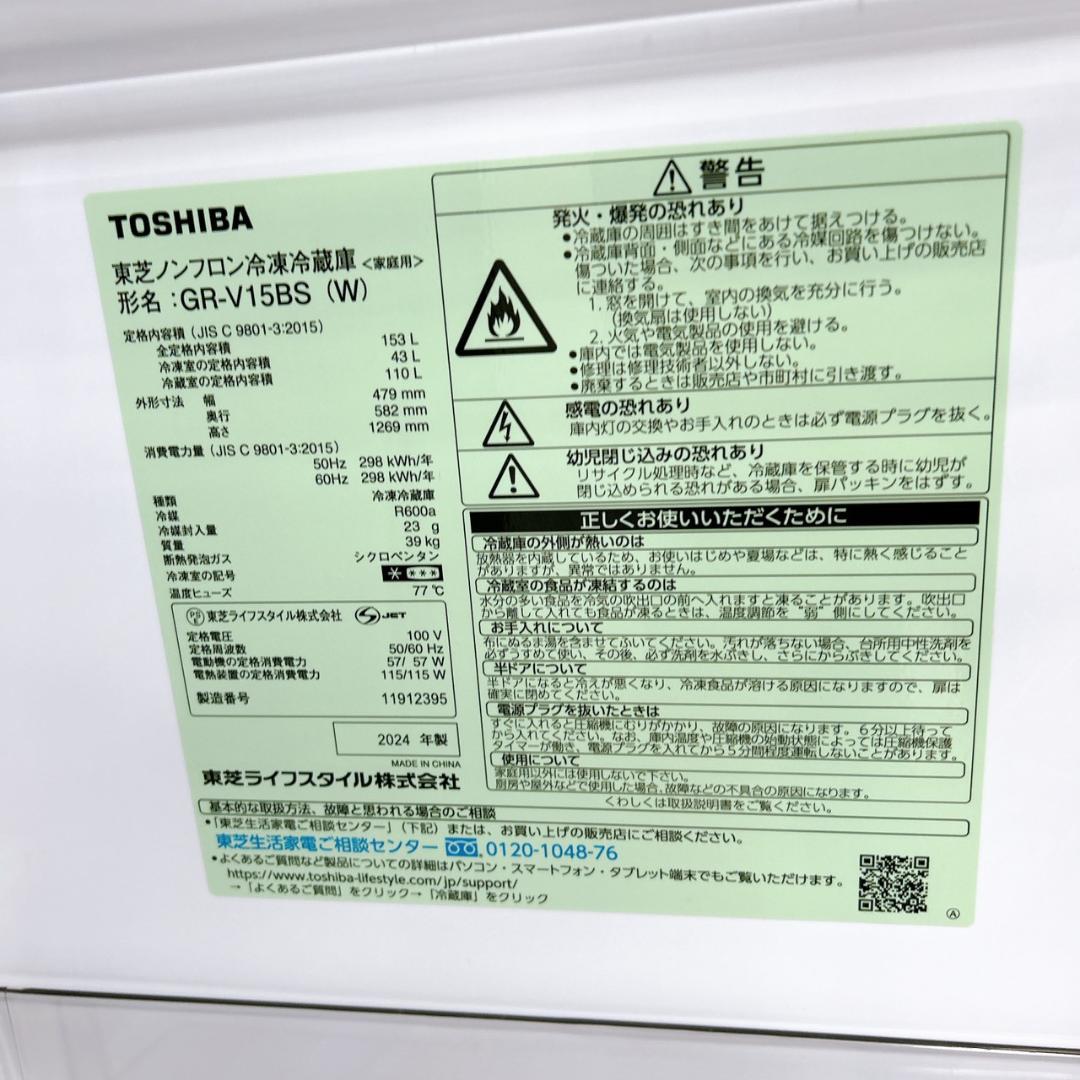 TOSHIBA
東芝ノンフロン冷凍冷蔵庫<家庭用>
形名：GR-V15BS (W)
定格内容積（JIS C 9801-3:2015）
全定格内容積 153 L
冷凍室の定格内容積 43 L
冷蔵室の定格内容積 110 L
外形寸法 幅 479 mm
奥行 582 mm
高さ 1269 mm
消費電力量（JIS C 9801-3:2015）
50Hz 298 kWh/年
60Hz 298 kWh/年
種類 冷凍冷蔵庫
冷媒 R600a
冷媒封入量 23 g
質量 39 kg
断熱発泡ガス シクロペンタン
冷凍室の記号
温度ヒューズ 77℃
PSE 東芝ライフスタイル株式会社 JET
定格電圧 100 V
定格周波数 50/60 Hz
電動機の定格消費電力 57/ 57 W
電熱装置の定格消費電力 115/115 W
製造番号 11912395
2024 年製
MADE IN CHINA
東芝ライフスタイル株式会社
警告
発火・爆発の恐れあり
●冷蔵庫の周囲はすき間をあけて据えつける。
●冷蔵庫背面・側面などにある冷媒回路を傷つけない。
傷ついた場合、次の事項を行い、お買い上げの販売店
に連絡する。
1. 窓を開けて、室内の換気を充分に行う。
（換気扇は使用しない）
2. 火気や電気製品の使用を避ける。
●庫内では電気製品を使用しない。
●修理は修理技術者以外しない。
●廃棄するときは販売店や市町村に引き渡す。
感電の恐れあり
庫内灯の交換やお手入れのときは必ず電源プラグを抜く。
幼児閉じ込みの恐れあり
リサイクル処理時など、冷蔵庫を保管する時に幼児が
閉じ込められる恐れがある場合、扉パッキンをはずす。
正しくお使いいただくために
冷蔵庫の外側が熱いのは
放熱器を内蔵しているため、お使いはじめや夏場などは、特に熱く感じること
がありますが、異常ではありません。
冷蔵室の食品が凍結するのは
水分の多い食品を冷気の吹出口の前へ入れますと凍ることがあります。吹出口
から離して入れても食品が凍るときは、温度調節を“弱”側にしてください。
お手入れについて
布にぬるま湯を含ませてふいてください。汚れが落ちない場合、台所用中性洗剤を
必ずうすめて使い、その後、必ず洗剤を水ぶきし、さらにからぶきしてください。
半ドアについて
半ドアになると冷えが悪くなり、冷凍食品が溶ける原因になりますので、扉は
確実に閉めてください。
電源プラグを抜いたときは
すぐに入れると圧縮機にむりがかかり、故障の原因になります。6分以上待って
から入れてください。なお、庫内温度や圧縮機の始動状態によっては圧縮機保護
タイマーが働き、電源プラグを入れてから5分間程度運転しないことがあります。
使用について
家庭用以外には使用しないで下さい。
厨房や屋外などで使用した場合、故障などの不具合の原因になります。
くわしくは取扱説明書をご覧ください。
基本的な取扱方法、故障と思われる場合のご相談
●「東芝生活家電ご相談センター」（下記）または、お買い上げの販売店にご相談ください。
東芝生活家電ご相談センター 0120-1048-76
●よくあるご質問など製品についての詳細はパソコン・スマートフォン・タブレット端末でもご覧いただけます。
https://www.toshiba-lifestyle.com/jp/support/
→「よくあるご質問」をクリック→「冷蔵庫」をクリック
Ⓐ